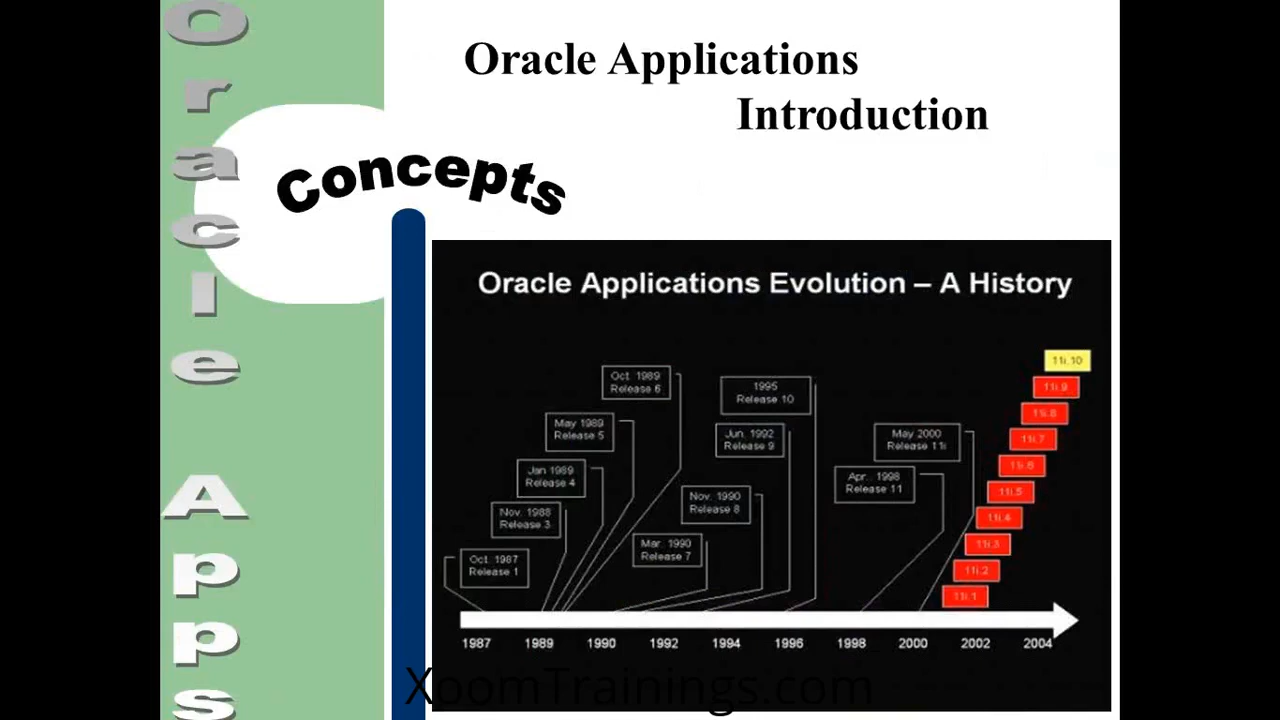 Oracle Apps
Oracle Applications
Introduction
Concepts
Oracle Applications Evolution – A History
Oct. 1987
Release 1
Nov. 1988
Release 3
Jan 1989
Release 4
May 1989
Release 5
Oct. 1989
Release 6
Mar. 1990
Release 7
Nov. 1990
Release 8
Jun. 1992
Release 9
1995
Release 10
Apr.. 1998
Release 11
May 2000
Release 11i
11i.10
11i.9
11i.8
11i.7
11i.6
11i.5
11i.4
11i.3
11i.2
11i.1
1987 1989 1990 1992 1994 1996 1998 2000 2002 2004
XoomTrainings.com